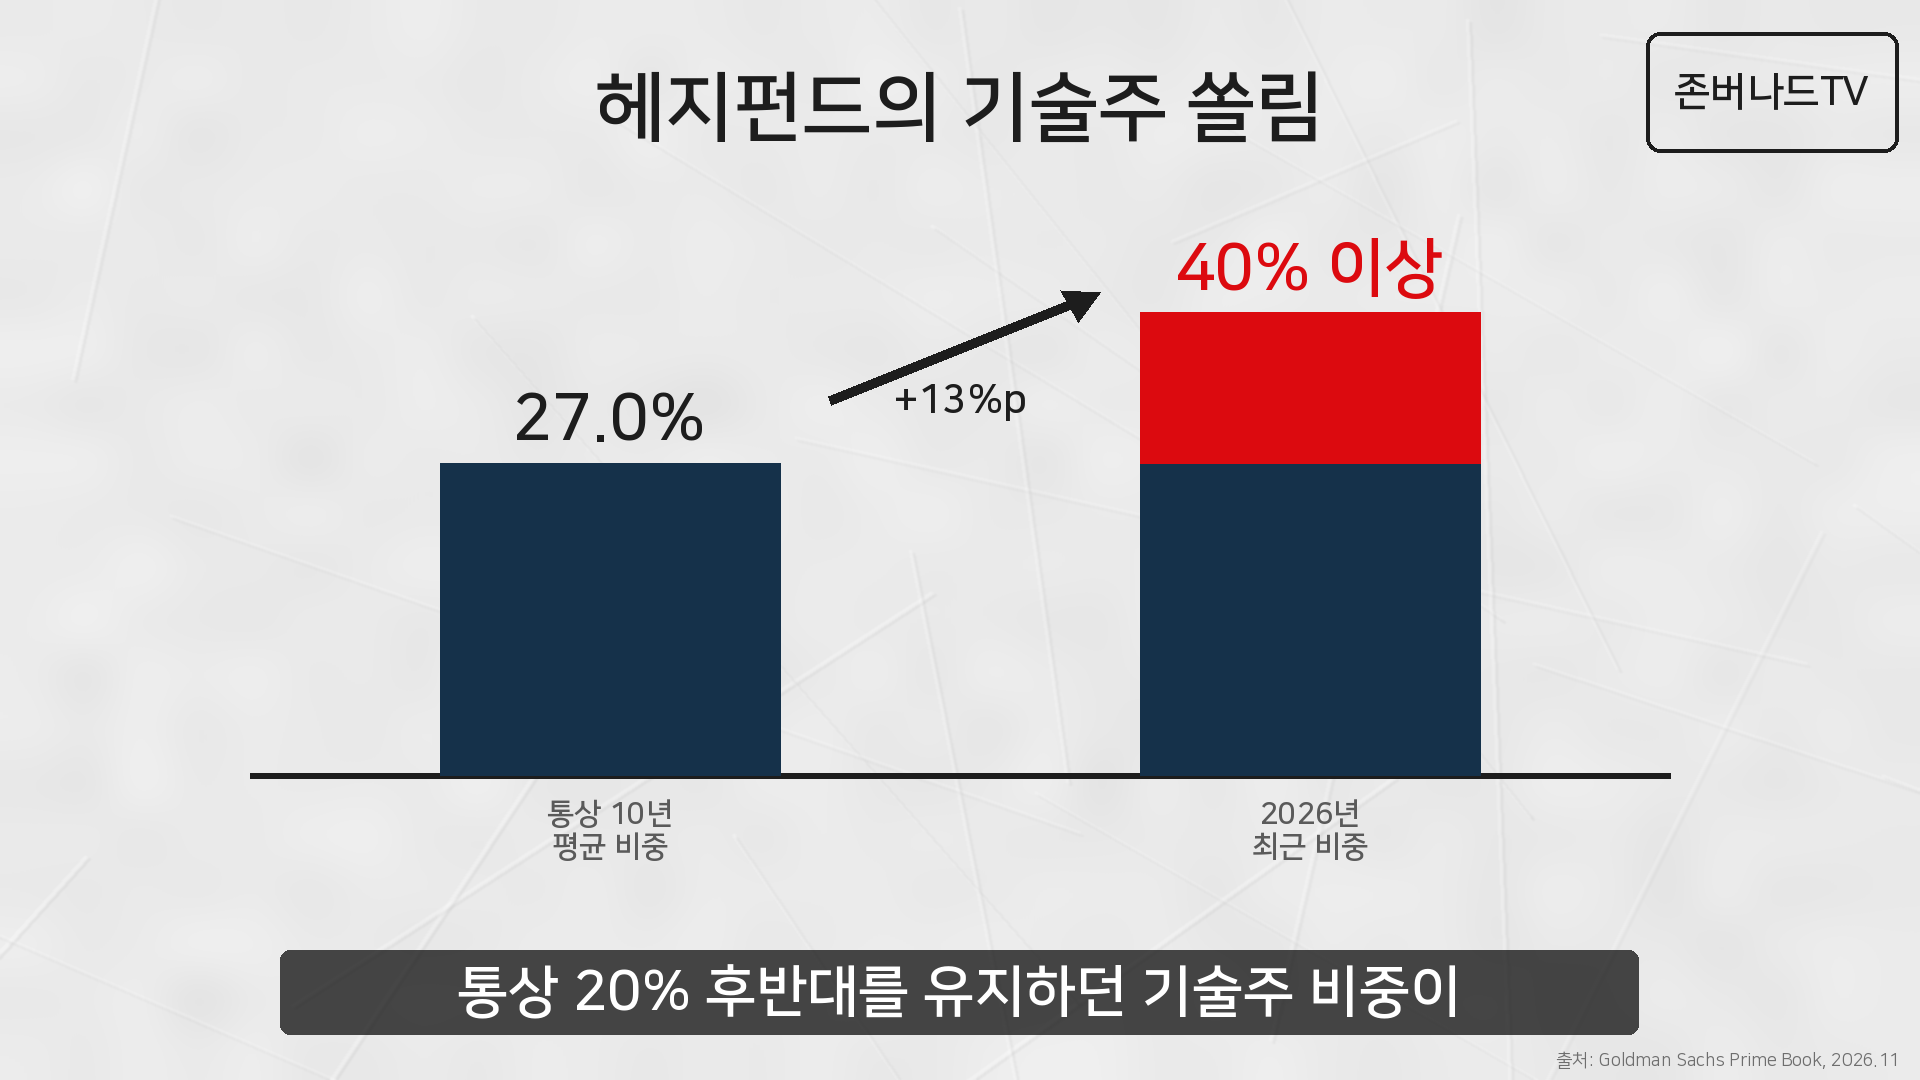 헤지펀드의 기술주 쏠림
존버나드TV
40% 이상
27.0%
+13%p
통상 10년
평균 비중
2026년
최근 비중
통상 20% 후반대를 유지하던 기술주 비중이
출처: Goldman Sachs Prime Book, 2026.11